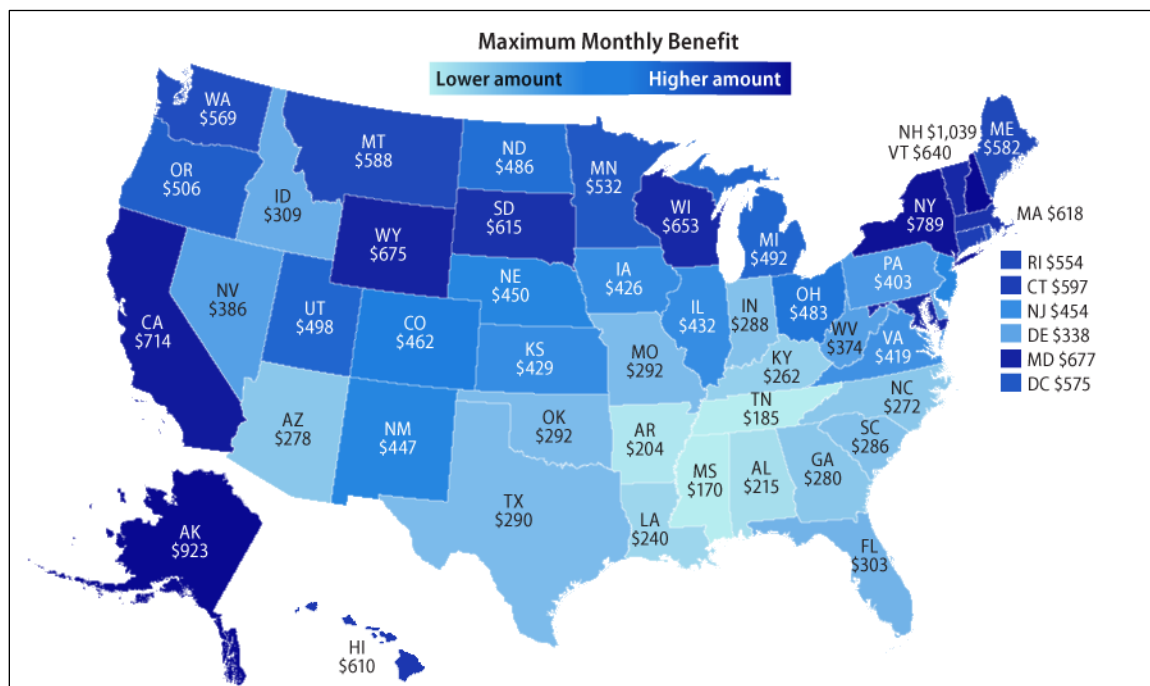 Maximum Monthly Benefit
Lower amount
Higher amount
WA
$569
MT
$588
ND
$486
MN
$532
NH $1,039
VT $640
ME
$582
OR
$506
ID
$309
SD
$615
WI
$653
NY
$789
MA $618
WY
$675
MI
$492
RI $554
CT $597
NJ $454
DE $338
MD $677
DC $575
NE
$450
IA
$426
PA
$403
NV
$386
UT
$498
CO
$462
IL
$432
IN
$288
OH
$483
WV
$374
VA
$419
CA
$714
KS
$429
MO
$292
KY
$262
NC
$272
AZ
$278
NM
$447
OK
$292
AR
$204
TN
$185
SC
$286
MS
$170
AL
$215
GA
$280
TX
$290
LA
$240
FL
$303
AK
$923
HI
$610